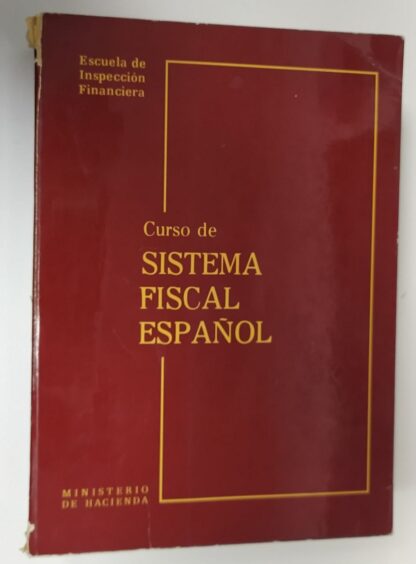 Escuela de
Inspección
Financiera
Curso de
SISTEMA
FISCAL
ESPAÑOL
MINISTERIO
DE HACIENDA